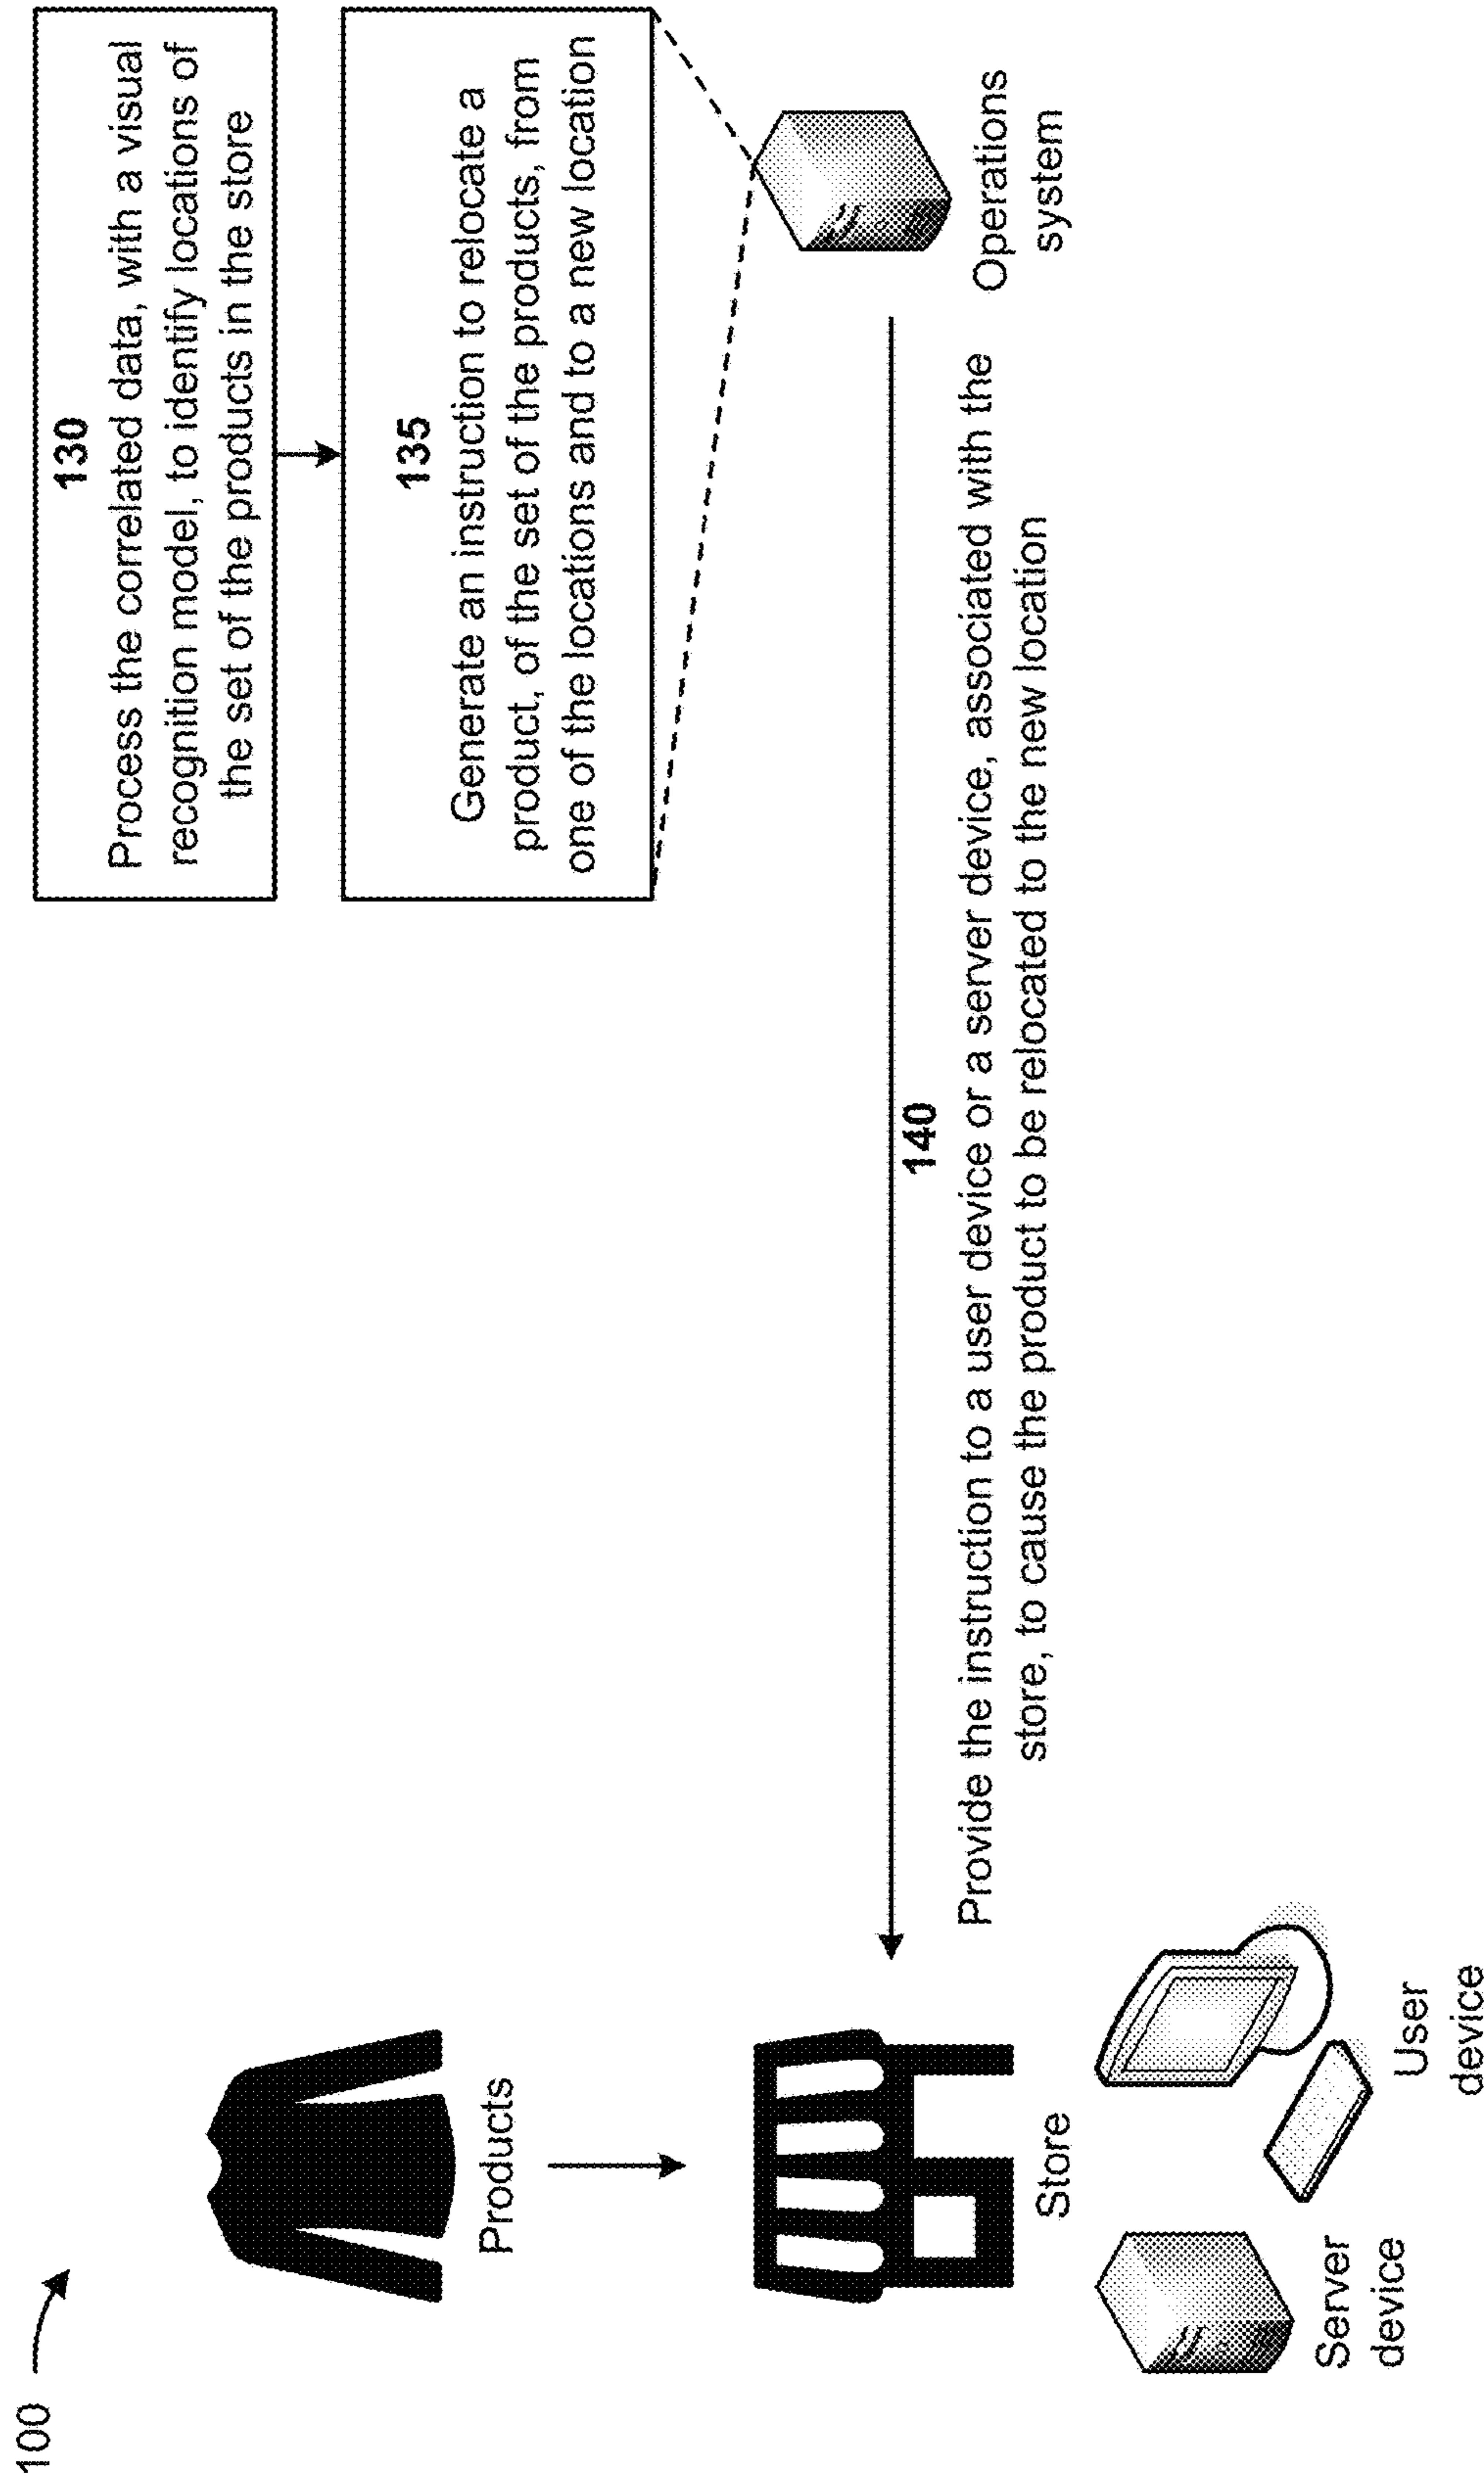 100
Products
Store
Server
device
User
device
130
Process the correlated data, with a visual
recognition model, to identify locations of
the set of the products in the store
135
Generate an instruction to relocate a
product, of the set of the products, from
one of the locations and to a new location
Operations
system
140
Provide the instruction to a user device or a server device, associated with the
store, to cause the product to be relocated to the new location